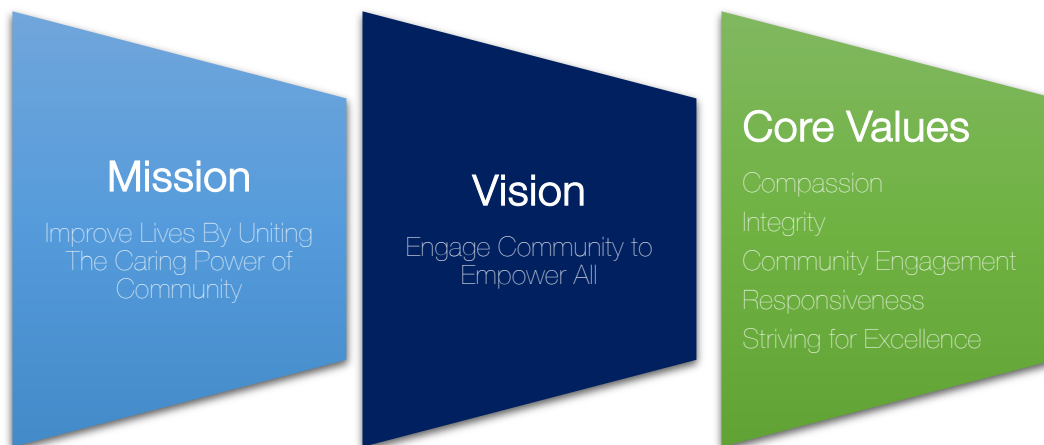 Mission
Improve Lives By Uniting
The Caring Power of
Community
Vision
Engage Community to
Empower All
Core Values
Compassion
Integrity
Community Engagement
Responsiveness
Striving for Excellence